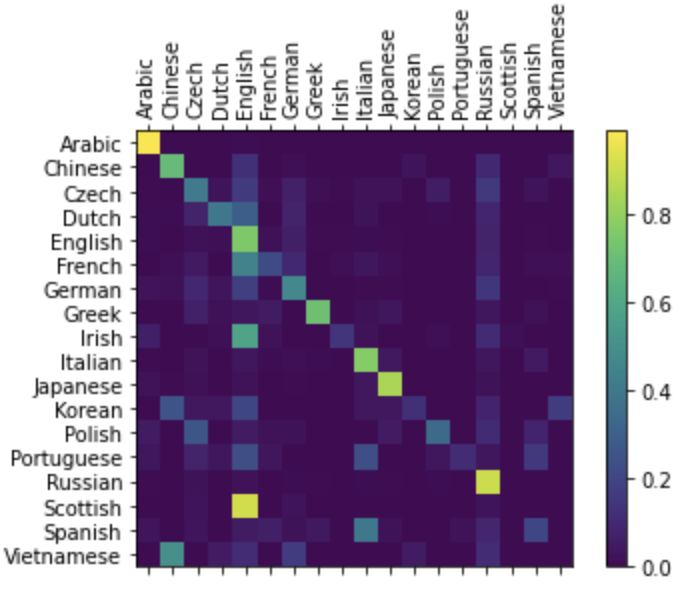 Arabic
Chinese
Czech
Dutch
English
French
German
Greek
Irish
Italian
Japanese
Korean
Polish
Portuguese
Russian
Scottish
Spanish
Vietnamese
Arabic
Chinese
Czech
Dutch
English
French
German
Greek
Irish
Italian
Japanese
Korean
Polish
Portuguese
Russian
Scottish
Spanish
Vietnamese
0.8
0.6
0.4
0.2
0.0